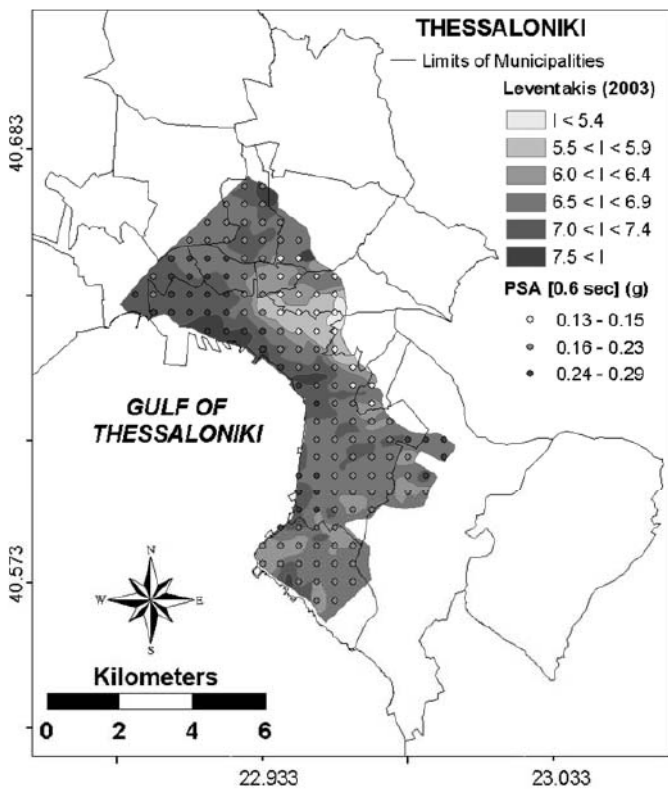 THESSALONIKI
Limits of Municipalities
Leventakis (2003)
I < 5.4
5.5 < I < 5.9
6.0 < I < 6.4
6.5 < I < 6.9
7.0 < I < 7.4
7.5 < I
PSA [0.6 sec] (g)
0.13 - 0.15
0.16 - 0.23
0.24 - 0.29
40.683
GULF OF
THESSALONIKI
40.573
N
W
E
S
Kilometers
0 2 4 6
22.933 23.033